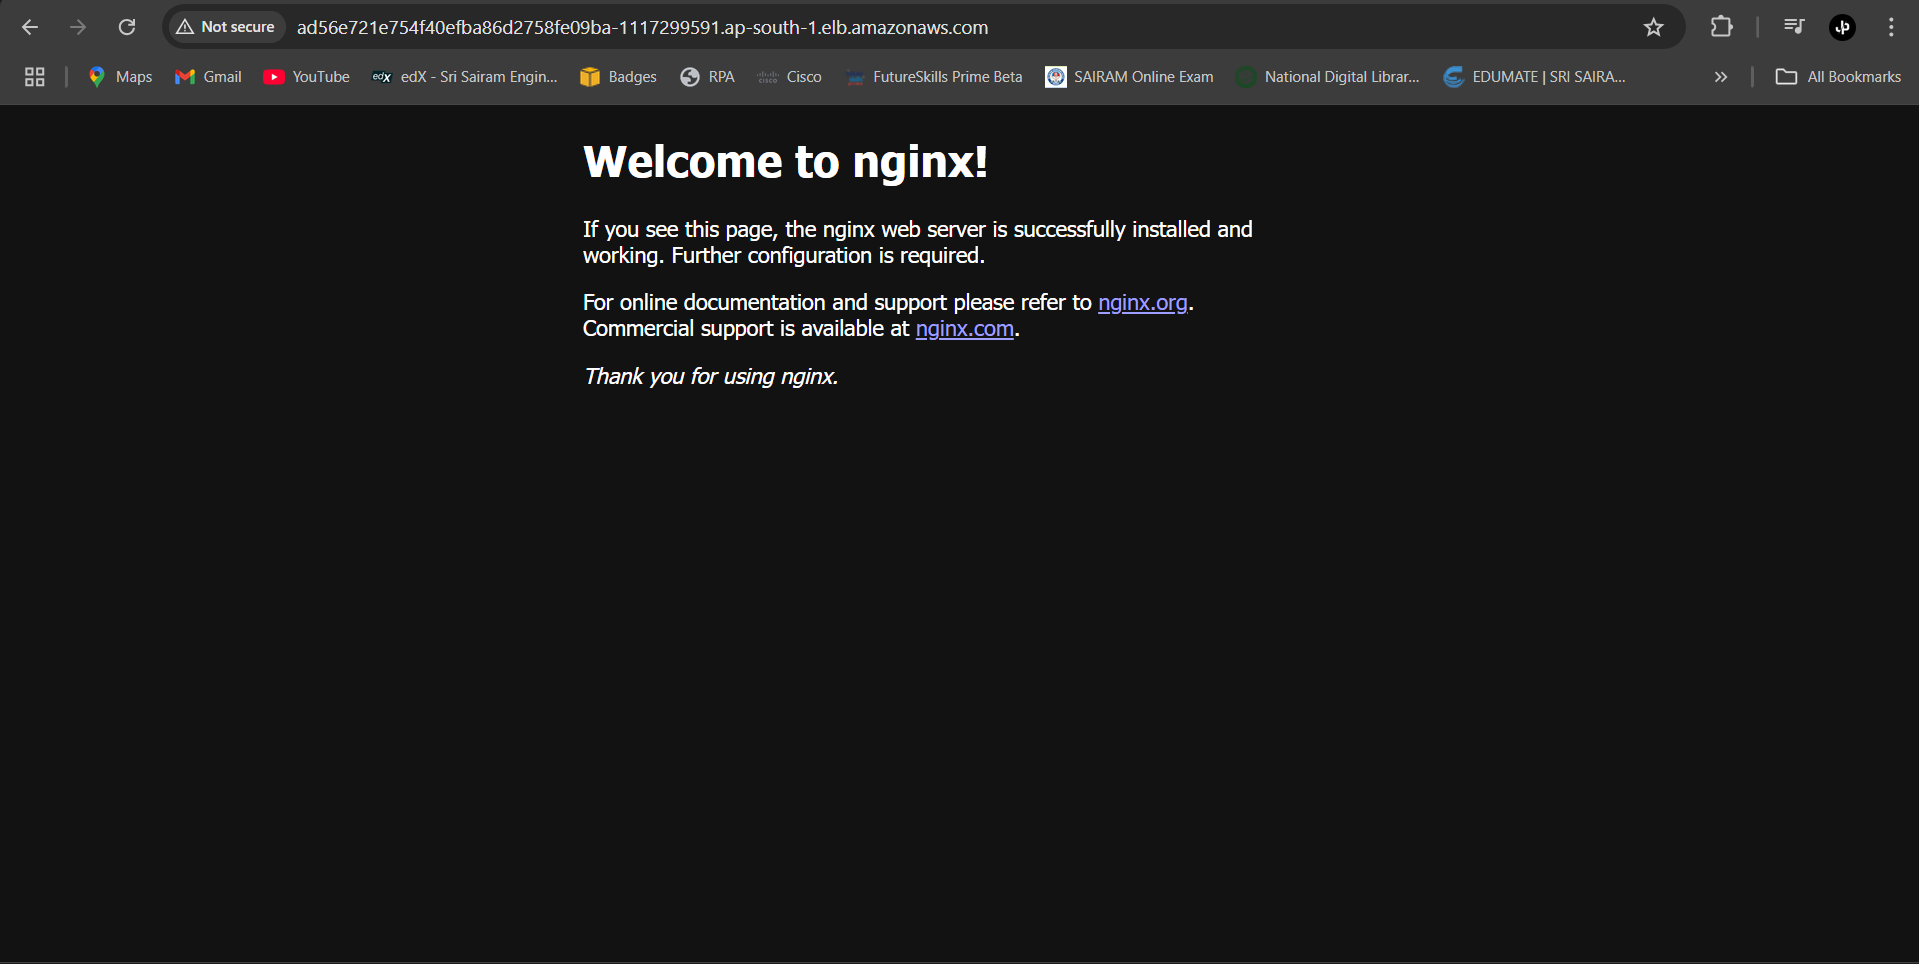 Not secure
ad56e721e754f40efba86d2758fe09ba-1117299591.ap-south-1.elb.amazonaws.com
Maps Gmail YouTube edX edX - Sri Sairam Engin... Badges RPA CISCO Cisco FutureSkills Prime Beta SAIRAM Online Exam National Digital Librar... EDUMATE | SRI SAIRA... » All Bookmarks
Welcome to nginx!
If you see this page, the nginx web server is successfully installed and
working. Further configuration is required.
For online documentation and support please refer to nginx.org.
Commercial support is available at nginx.com.
Thank you for using nginx.